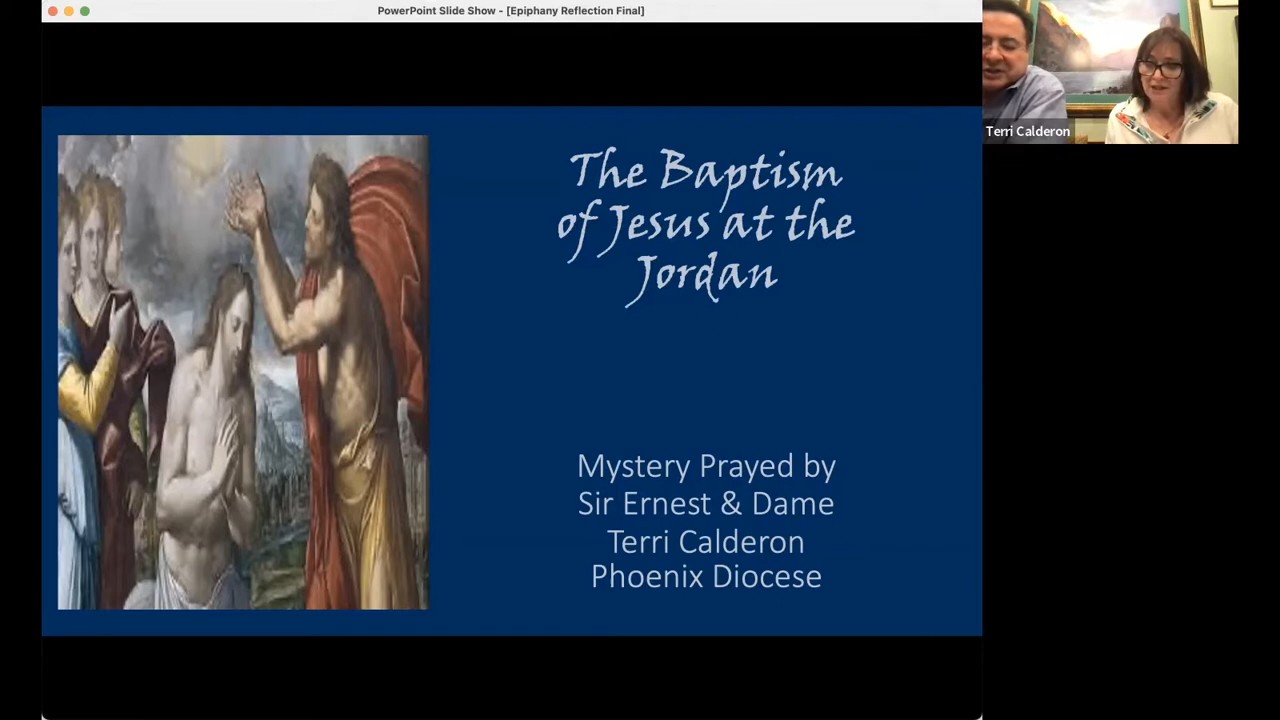 PowerPoint Slide Show - [Epiphany Reflection Final]
Terri Calderon
The Baptism
of Jesus at the
Jordan
Mystery Prayed by
Sir Ernest & Dame
Terri Calderon
Phoenix Diocese